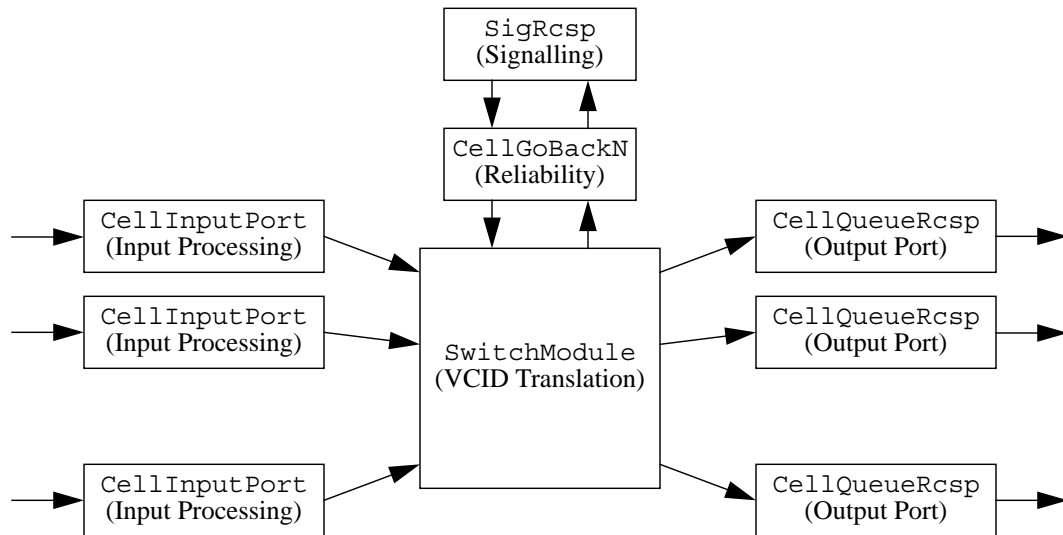 SigRcsp
(Signalling)
CellGoBackN
(Reliability)
CellInputPort
(Input Processing)
CellQueueRcsp
(Output Port)
CellInputPort
(Input Processing)
SwitchModule
(VCID Translation)
CellQueueRcsp
(Output Port)
CellInputPort
(Input Processing)
CellQueueRcsp
(Output Port)